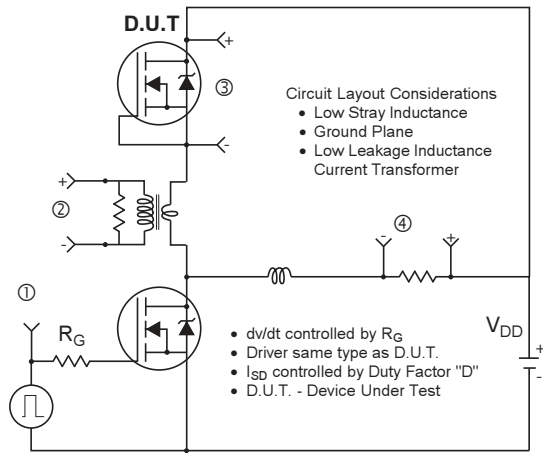 D.U.T
+
③
-
Circuit Layout Considerations
• Low Stray Inductance
• Ground Plane
• Low Leakage Inductance
Current Transformer
+
②
-
④
-
+
①
RG
• dv/dt controlled by RG
• Driver same type as D.U.T.
• ISD controlled by Duty Factor "D"
• D.U.T. - Device Under Test
VDD
+
-